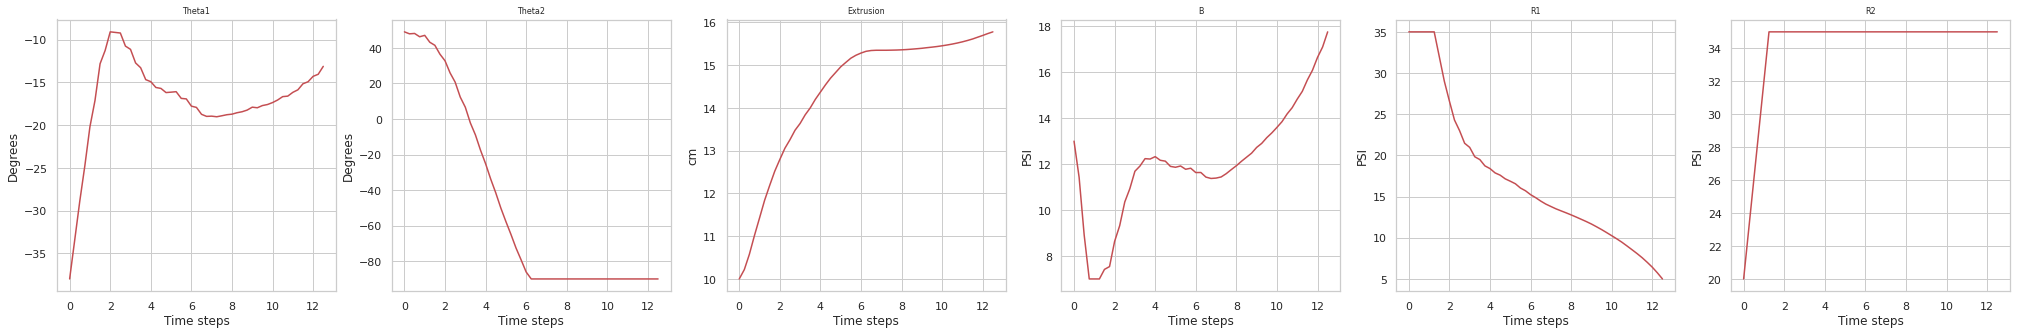 Theta1
Degrees
−10
−15
−20
−25
−30
−35
0 2 4 6 8 10 12
Time steps
Theta2
Degrees
40
20
0
−20
−40
−60
−80
0 2 4 6 8 10 12
Time steps
Extrusion
cm
16
15
14
13
12
11
10
0 2 4 6 8 10 12
Time steps
B
PSI
18
16
14
12
10
8
0 2 4 6 8 10 12
Time steps
R1
PSI
35
30
25
20
15
10
5
0 2 4 6 8 10 12
Time steps
R2
PSI
34
32
30
28
26
24
22
20
0 2 4 6 8 10 12
Time steps